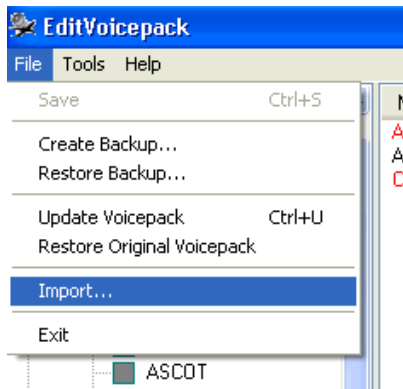 EditVoicepack
File Tools Help
Save Ctrl+S
Create Backup...
Restore Backup...
Update Voicepack Ctrl+U
Restore Original Voicepack
Import...
Exit
ASCOT